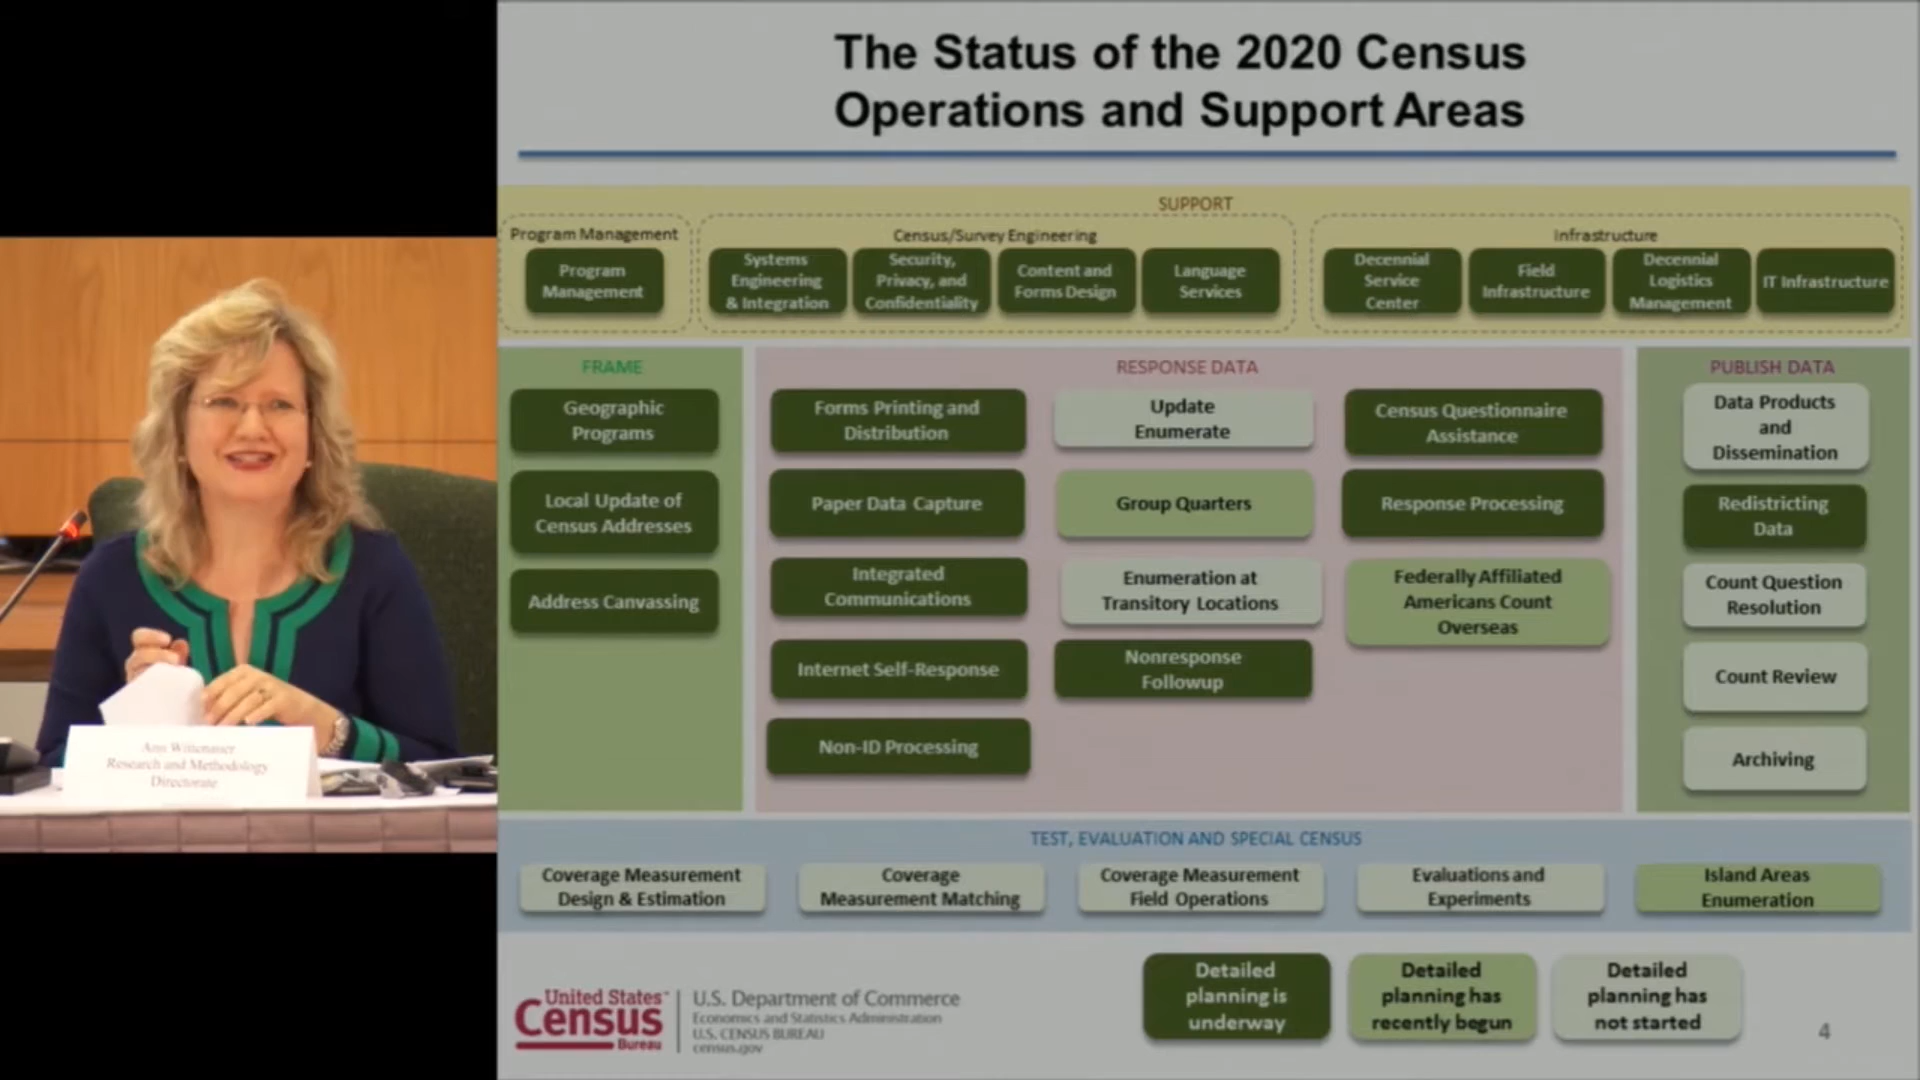 The Status of the 2020 Census
Operations and Support Areas
SUPPORT
Program Management
Program
Management
Census/Survey Engineering
Systems
Engineering
& Integration
Security,
Privacy, and
Confidentiality
Content and
Forms Design
Language
Services
Infrastructure
Decennial
Service
Center
Field
Infrastructure
Decennial
Logistics
Management
IT Infrastructure
FRAME
Geographic
Programs
Local Update of
Census Addresses
Address Canvassing
RESPONSE DATA
Forms Printing and
Distribution
Paper Data Capture
Integrated
Communications
Internet Self-Response
Non-ID Processing
Update
Enumerate
Group Quarters
Enumeration at
Transitory Locations
Nonresponse
Followup
Census Questionnaire
Assistance
Response Processing
Federally Affiliated
Americans Count
Overseas
PUBLISH DATA
Data Products
and
Dissemination
Redistricting
Data
Count Question
Resolution
Count Review
Archiving
TEST, EVALUATION AND SPECIAL CENSUS
Coverage Measurement
Design & Estimation
Coverage
Measurement Matching
Coverage Measurement
Field Operations
Evaluations and
Experiments
Island Areas
Enumeration
Detailed
planning is
underway
Detailed
planning has
recently begun
Detailed
planning has
not started
United States™
Census
Bureau
U.S. Department of Commerce
Economics and Statistics Administration
U.S. CENSUS BUREAU
census.gov
4
Ann Wittenauer
Research and Methodology
Directorate